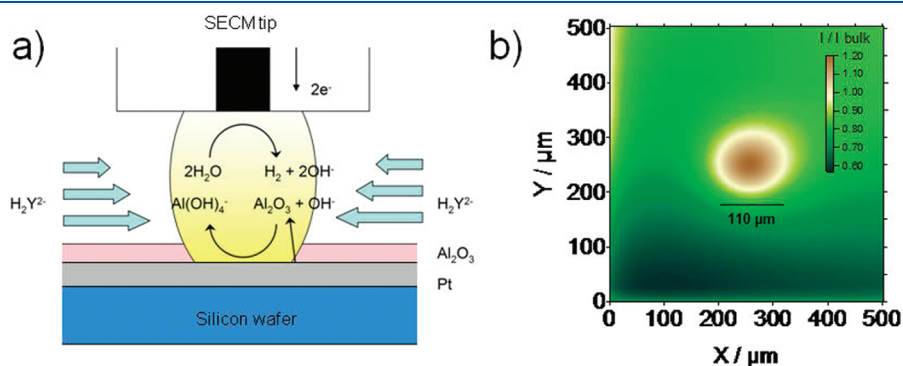 a)
SECM tip
2e-
2H₂O
H₂ + 2OH-
Al(OH)₄-
Al₂O₃ + OH-
H₂Y²-
H₂Y²-
Al₂O₃
Pt
Silicon wafer
b)
I / I bulk
1.20
1.00
0.90
0.80
0.70
0.60
110 µm
500
400
300
200
100
0
Y / µm
0 100 200 300 400 500
X / µm